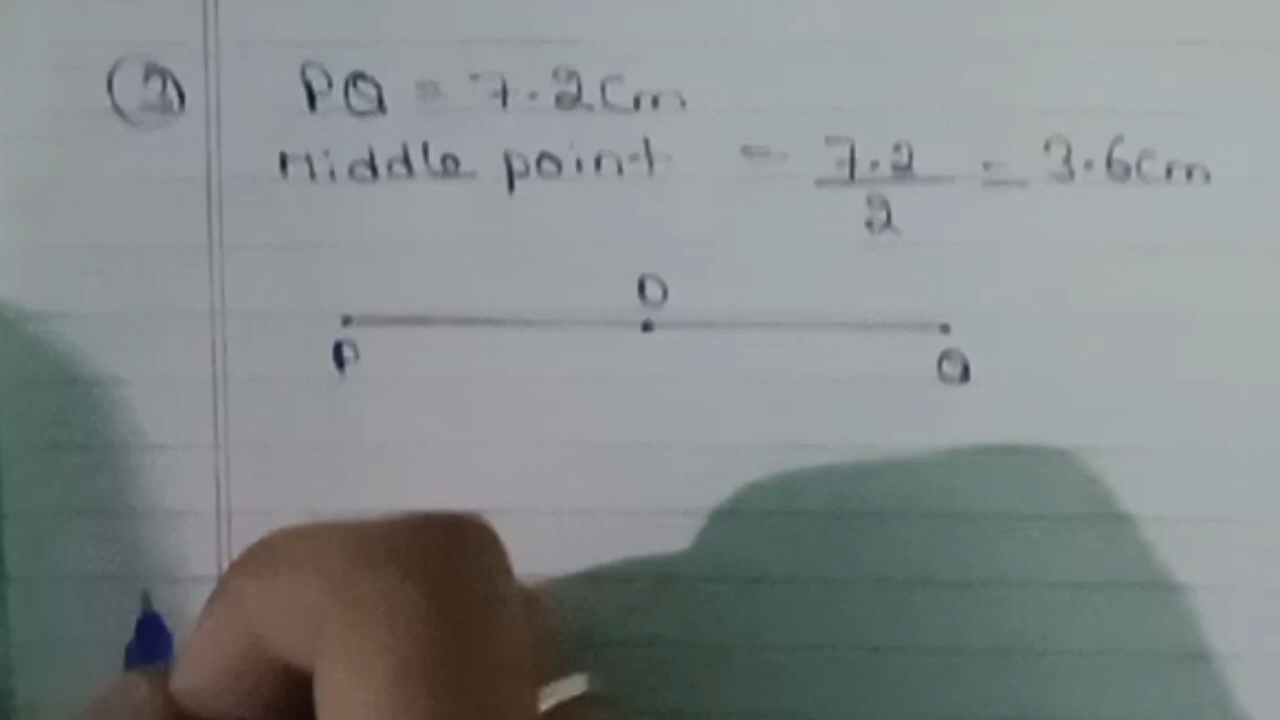 (2) PQ = 7.2cm
Middle point = 7.2/2 = 3.6cm
O
P Q